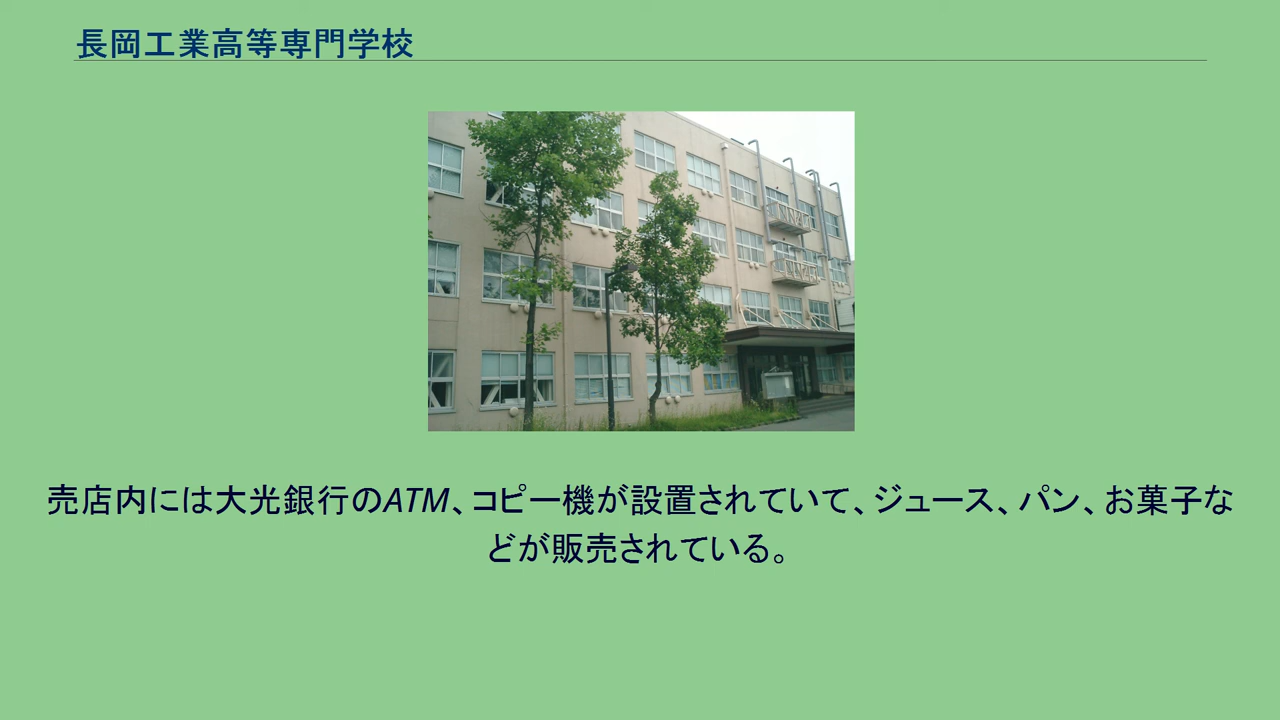 長岡工業高等専門学校
売店内には大光銀行のATM、コピー機が設置されていて、ジュース、パン、お菓子な
どが販売されている。